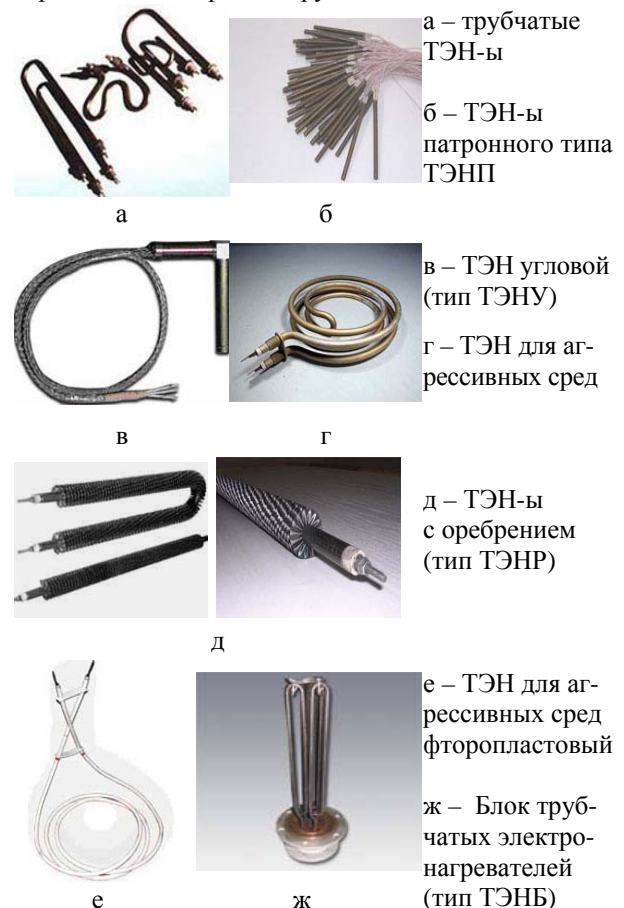 а – трубчатые
ТЭН-ы
б – ТЭН-ы
патронного типа
ТЭНП
а б
в – ТЭН угловой
(тип ТЭНУ)
г – ТЭН для аг-
рессивных сред
в г
д – ТЭН-ы
с оребрением
(тип ТЭНР)
д
е – ТЭН для аг-
рессивных сред
фторопластовый
ж – Блок труб-
чатых электро-
нагревателей
(тип ТЭНБ)
е ж